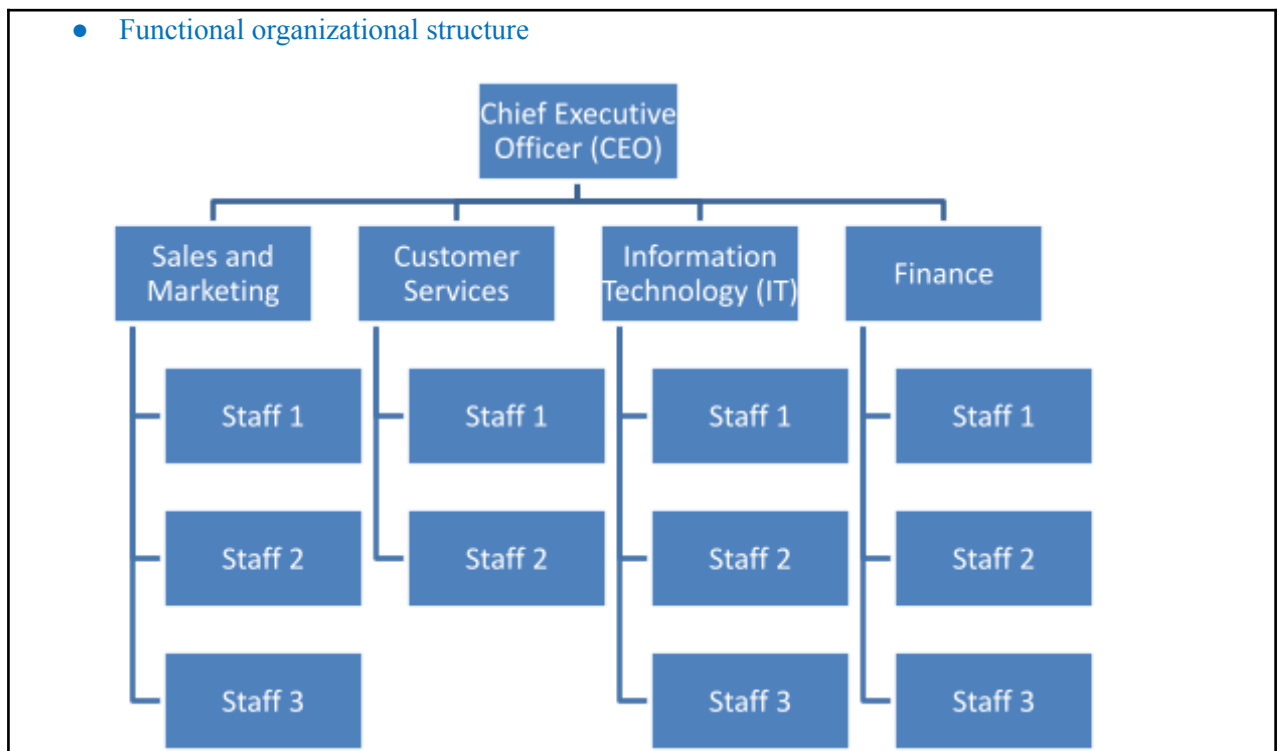 ● Functional organizational structure
Chief Executive
Officer (CEO)
Sales and
Marketing
Customer
Services
Information
Technology (IT)
Finance
Staff 1
Staff 1
Staff 1
Staff 1
Staff 2
Staff 2
Staff 2
Staff 2
Staff 3
Staff 3
Staff 3